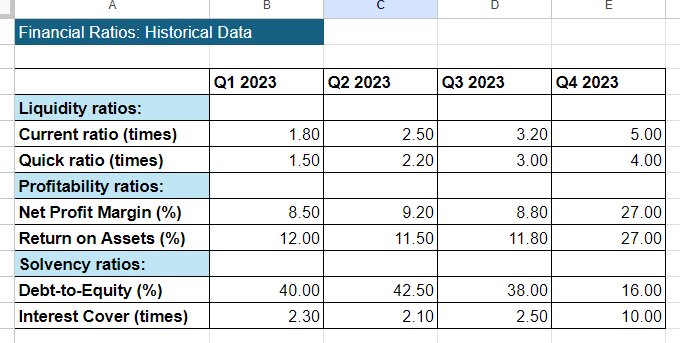 A B C D E
Financial Ratios: Historical Data
Q1 2023 Q2 2023 Q3 2023 Q4 2023
Liquidity ratios:
Current ratio (times) 1.80 2.50 3.20 5.00
Quick ratio (times) 1.50 2.20 3.00 4.00
Profitability ratios:
Net Profit Margin (%) 8.50 9.20 8.80 27.00
Return on Assets (%) 12.00 11.50 11.80 27.00
Solvency ratios:
Debt-to-Equity (%) 40.00 42.50 38.00 16.00
Interest Cover (times) 2.30 2.10 2.50 10.00